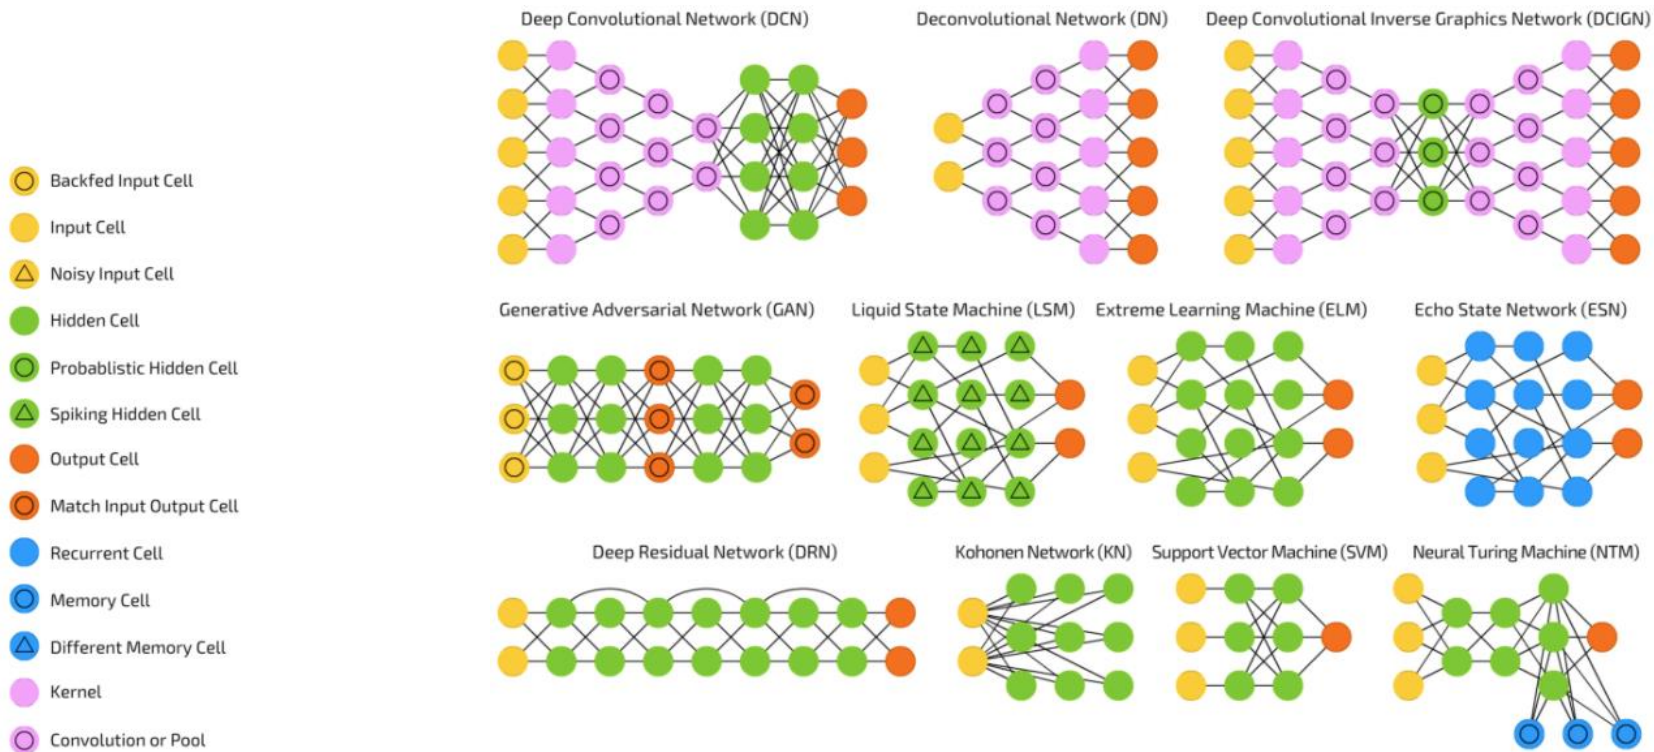 Deep Convolutional Network (DCN)
Deconvolutional Network (DN)
Deep Convolutional Inverse Graphics Network (DCIGN)
Backfed Input Cell
Input Cell
Noisy Input Cell
Hidden Cell
Probablistic Hidden Cell
Spiking Hidden Cell
Output Cell
Match Input Output Cell
Recurrent Cell
Memory Cell
Different Memory Cell
Kernel
Convolution or Pool
Generative Adversarial Network (GAN)
Liquid State Machine (LSM)
Extreme Learning Machine (ELM)
Echo State Network (ESN)
Deep Residual Network (DRN)
Kohonen Network (KN)
Support Vector Machine (SVM)
Neural Turing Machine (NTM)